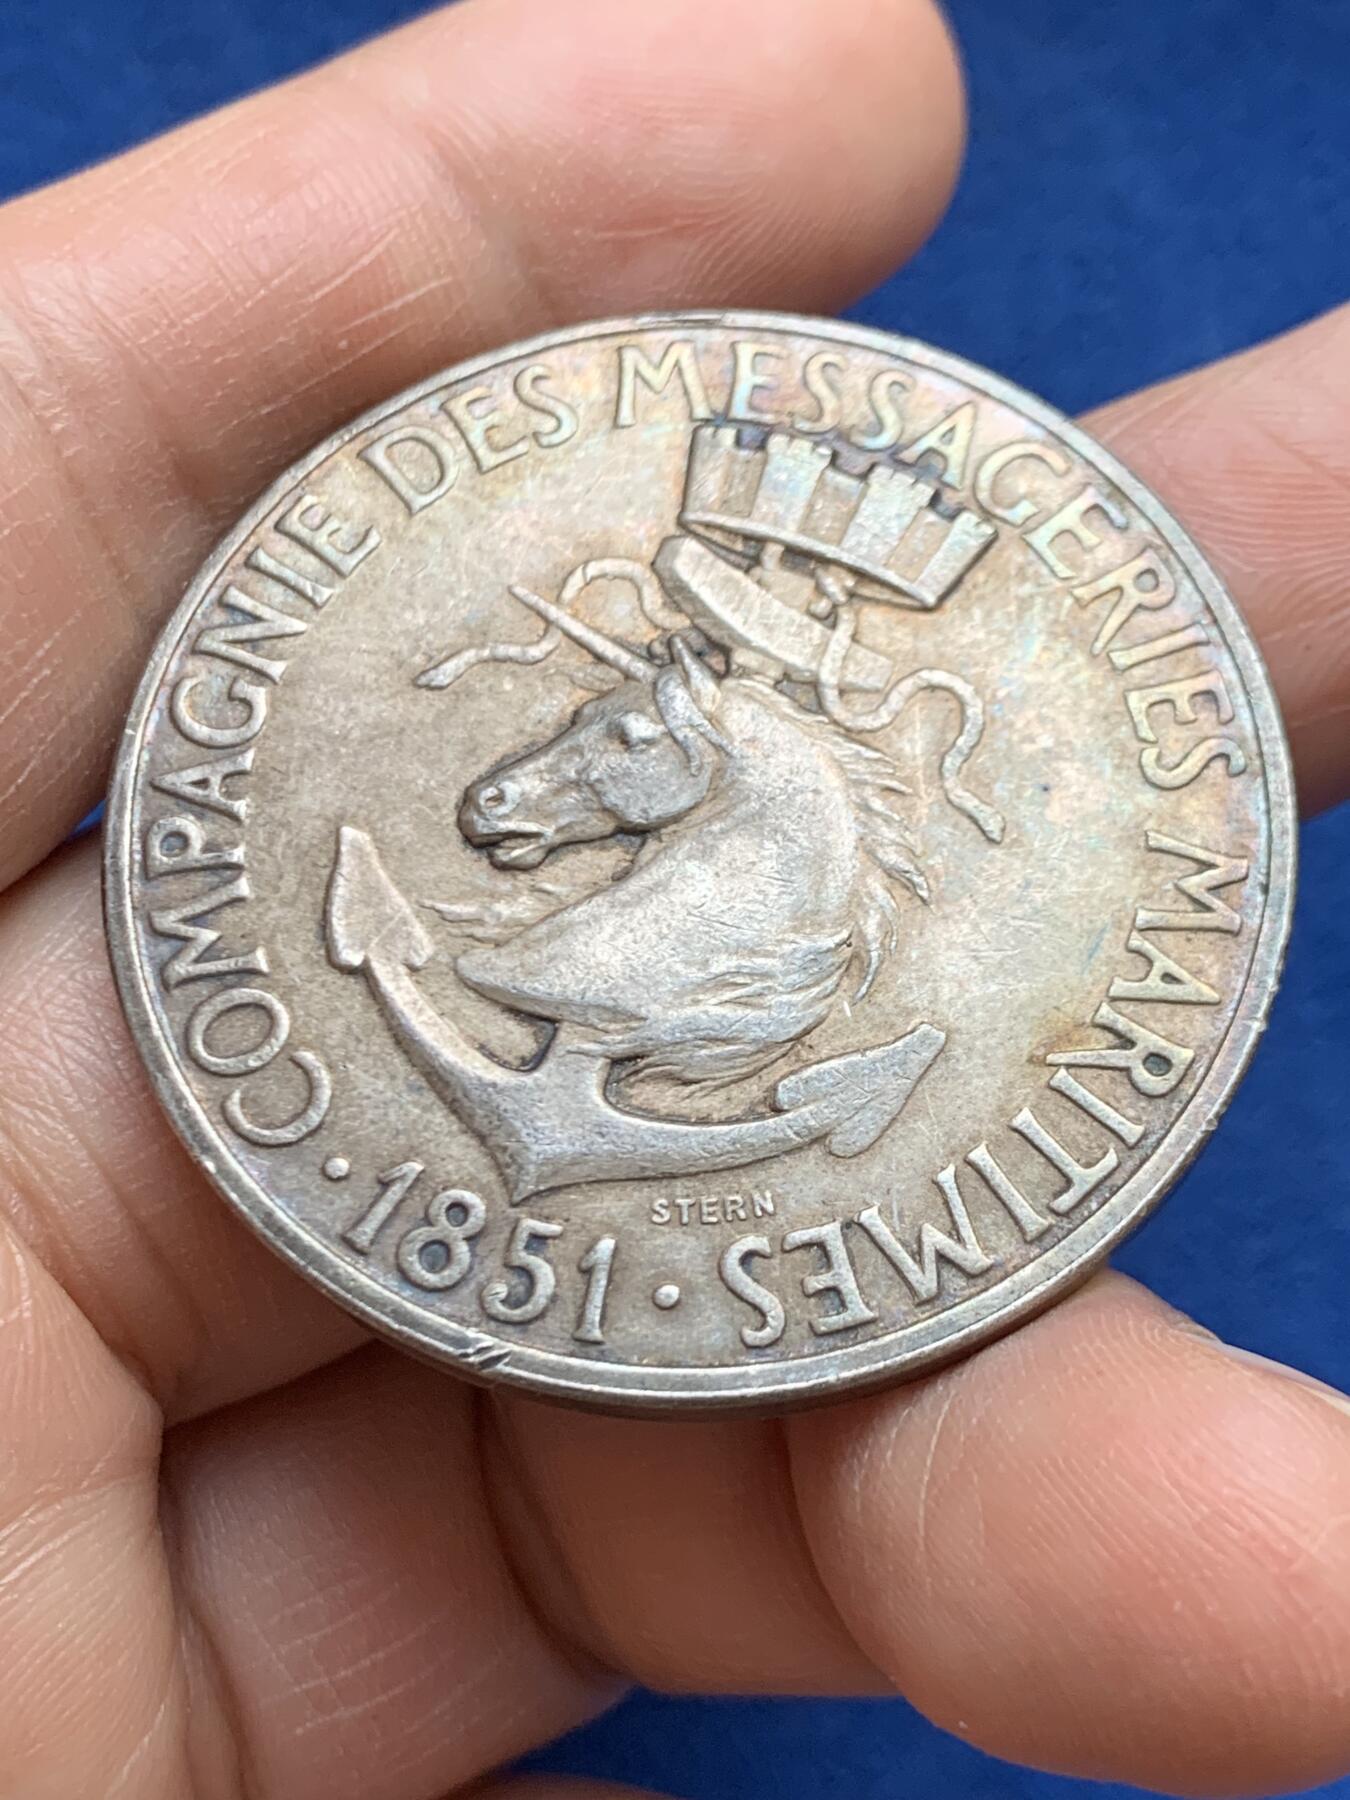 COMPAGNIE DES MESSAGERIES MARITIMES
· 1851 ·
STERN